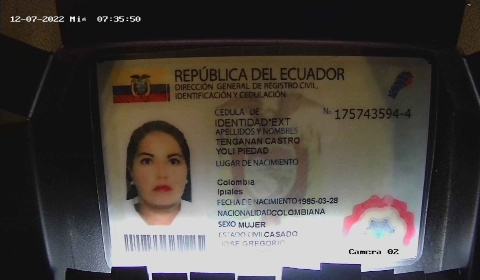 12-07-2022 Mié 07:35:50
REPÚBLICA DEL ECUADOR
DIRECCIÓN GENERAL DE REGISTRO CIVIL,
IDENTIFICACIÓN Y CEDULACIÓN
CÉDULA DE No 175743594-4
IDENTIDAD*EXT
APELLIDOS Y NOMBRES
TENGANAN CASTRO
YOLI PIEDAD
LUGAR DE NACIMIENTO
Colombia
Ipiales
FECHA DE NACIMIENTO 1985-03-28
NACIONALIDAD COLOMBIANA
SEXO MUJER
ESTADO CIVIL CASADO
JOSE GREGORIO
Camera 02